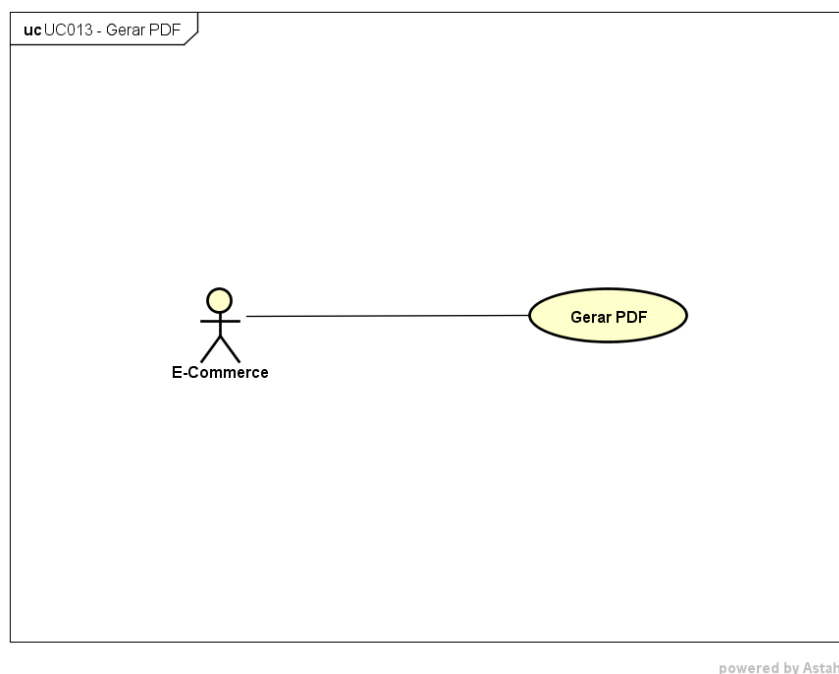 uc UC013 - Gerar PDF
Gerar PDF
E-Commerce
powered by Astah